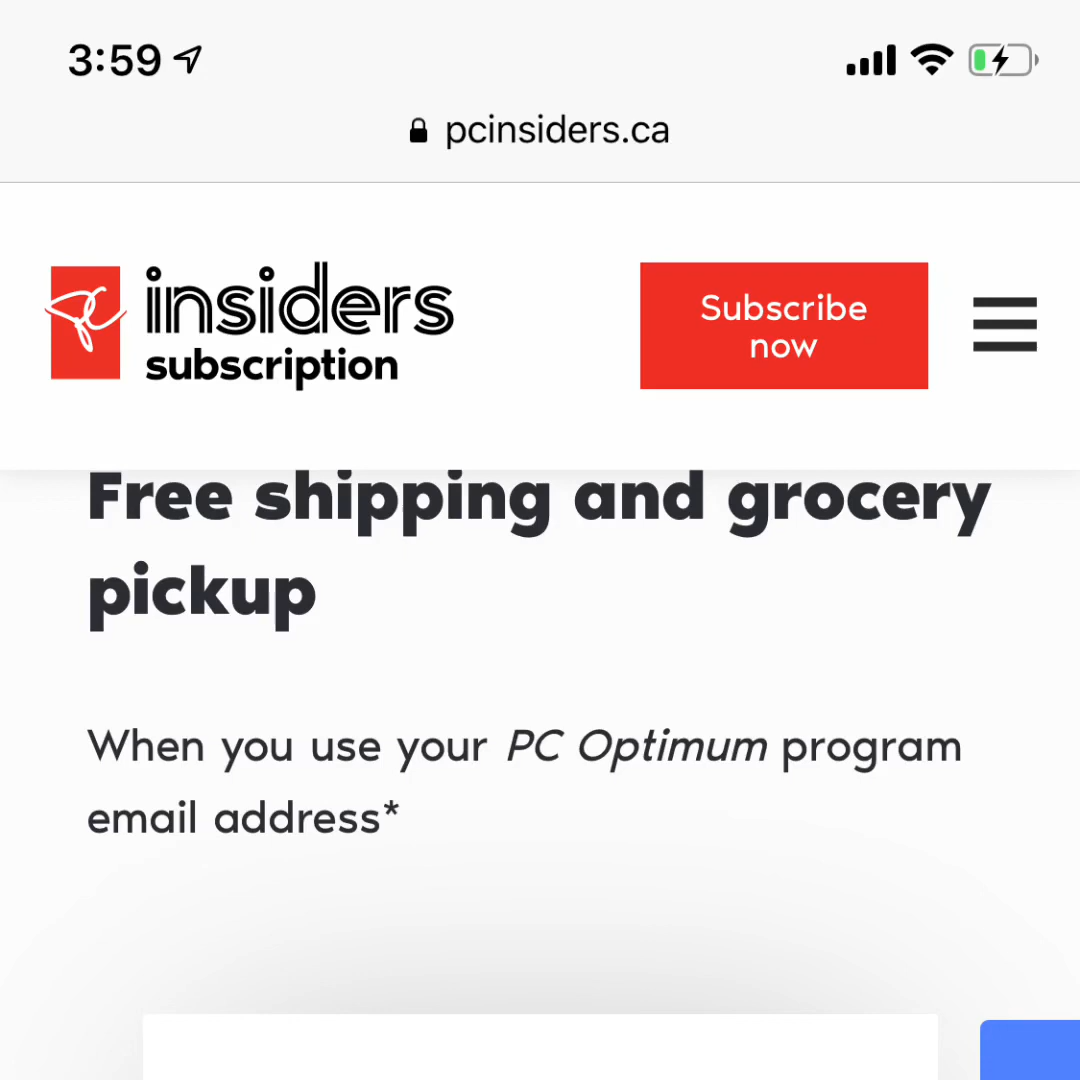 3:59
pcinsiders.ca
insiders
subscription
Subscribe
now
Free shipping and grocery
pickup
When you use your PC Optimum program
email address*